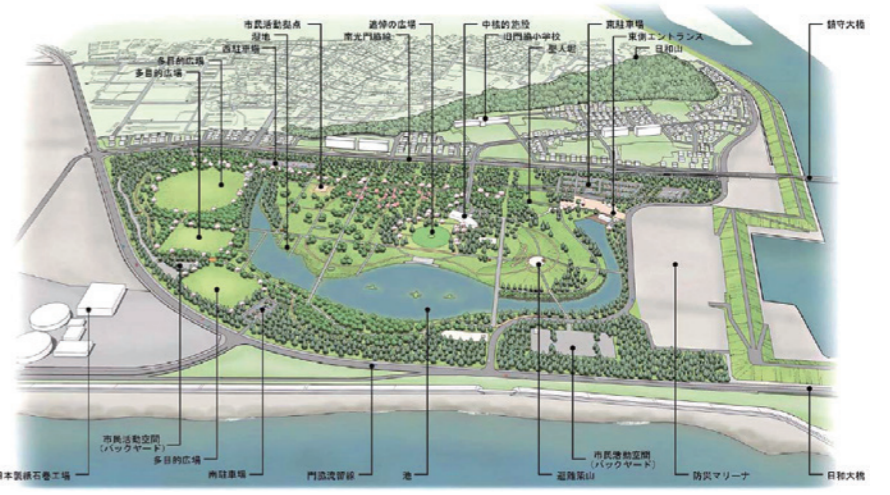 市民活動拠点
追悼の広場
中核的施設
東駐車場
鎮守大橋
湿地
南光門脇線
旧門脇小学校
東側エントランス
西駐車場
聖人堀
日和山
多目的広場
多目的広場
市民活動空間
(バックヤード)
多目的広場
市民活動空間
(バックヤード)
日本製紙石巻工場
南駐車場
門脇流留線
池
避難築山
防災マリーナ
日和大橋